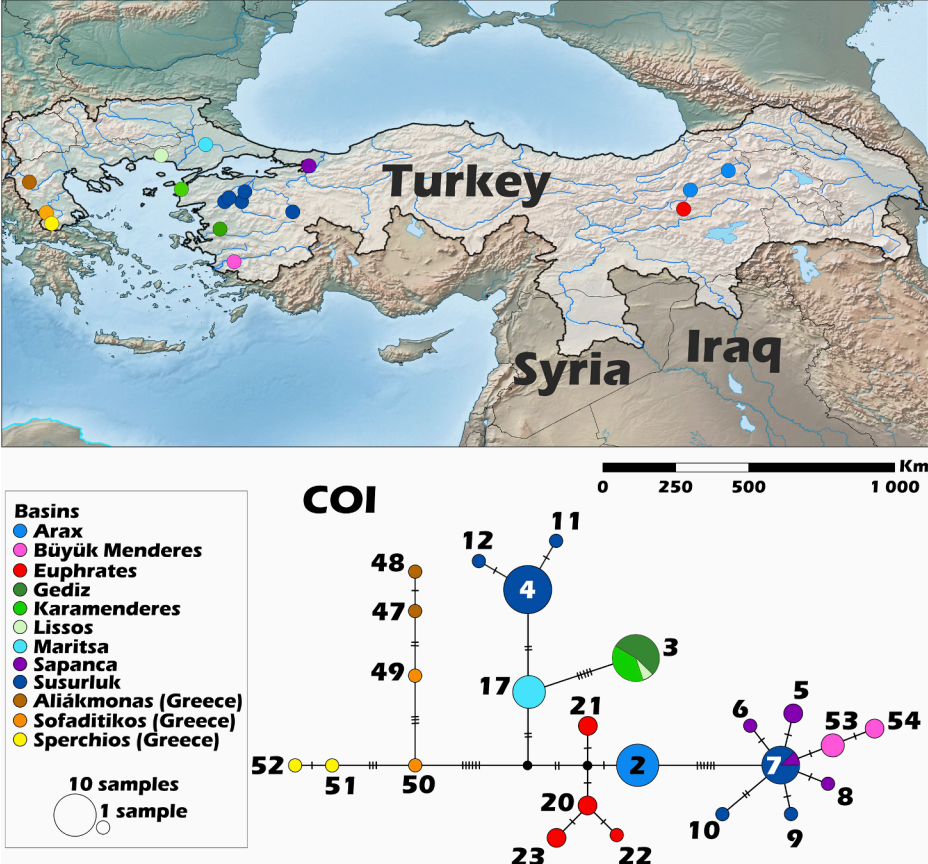 Turkey
Syria
Iraq
Km
0 250 500 1 000
COI
Basins
Arax
Büyük Menderes
Euphrates
Gediz
Karamenderes
Lissos
Maritsa
Sapanca
Susurluk
Aliákmonas (Greece)
Sofaditikos (Greece)
Sperchios (Greece)
10 samples
1 sample
11
12
4
48
47
49
17
3
21
5
6
53
54
52
51
50
2
7
8
20
10
9
23
22